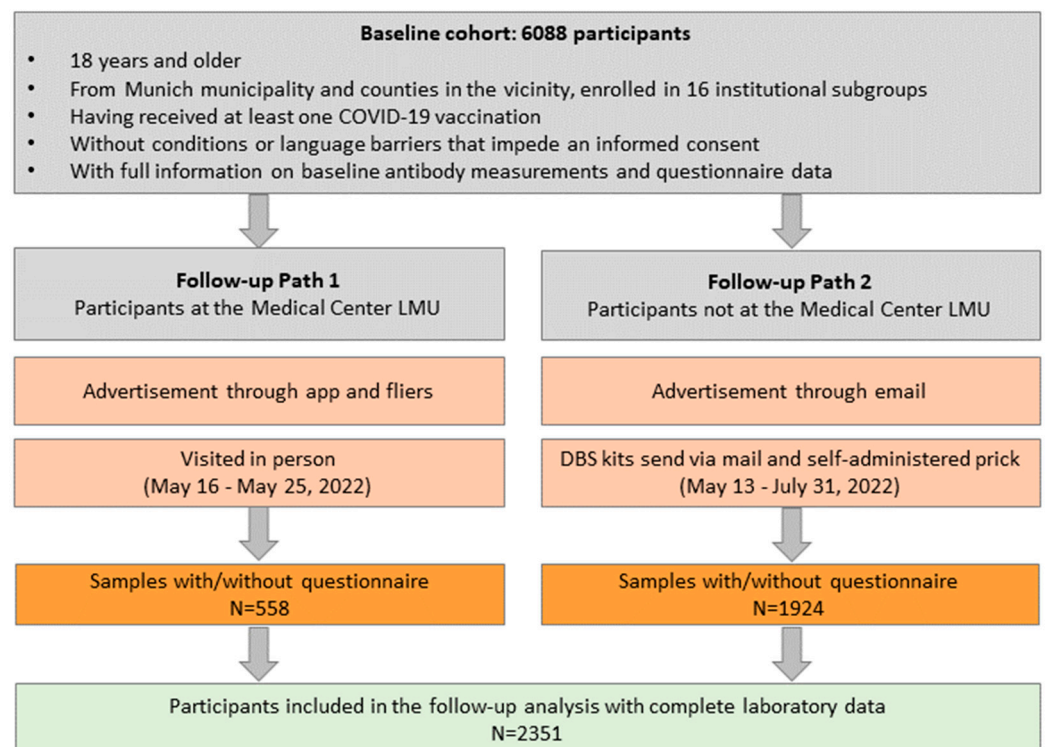 Baseline cohort: 6088 participants
• 18 years and older
• From Munich municipality and counties in the vicinity, enrolled in 16 institutional subgroups
• Having received at least one COVID-19 vaccination
• Without conditions or language barriers that impede an informed consent
• With full information on baseline antibody measurements and questionnaire data
Follow-up Path 1
Participants at the Medical Center LMU
Follow-up Path 2
Participants not at the Medical Center LMU
Advertisement through app and fliers
Advertisement through email
Visited in person
(May 16 - May 25, 2022)
DBS kits send via mail and self-administered prick
(May 13 - July 31, 2022)
Samples with/without questionnaire
N=558
Samples with/without questionnaire
N=1924
Participants included in the follow-up analysis with complete laboratory data
N=2351